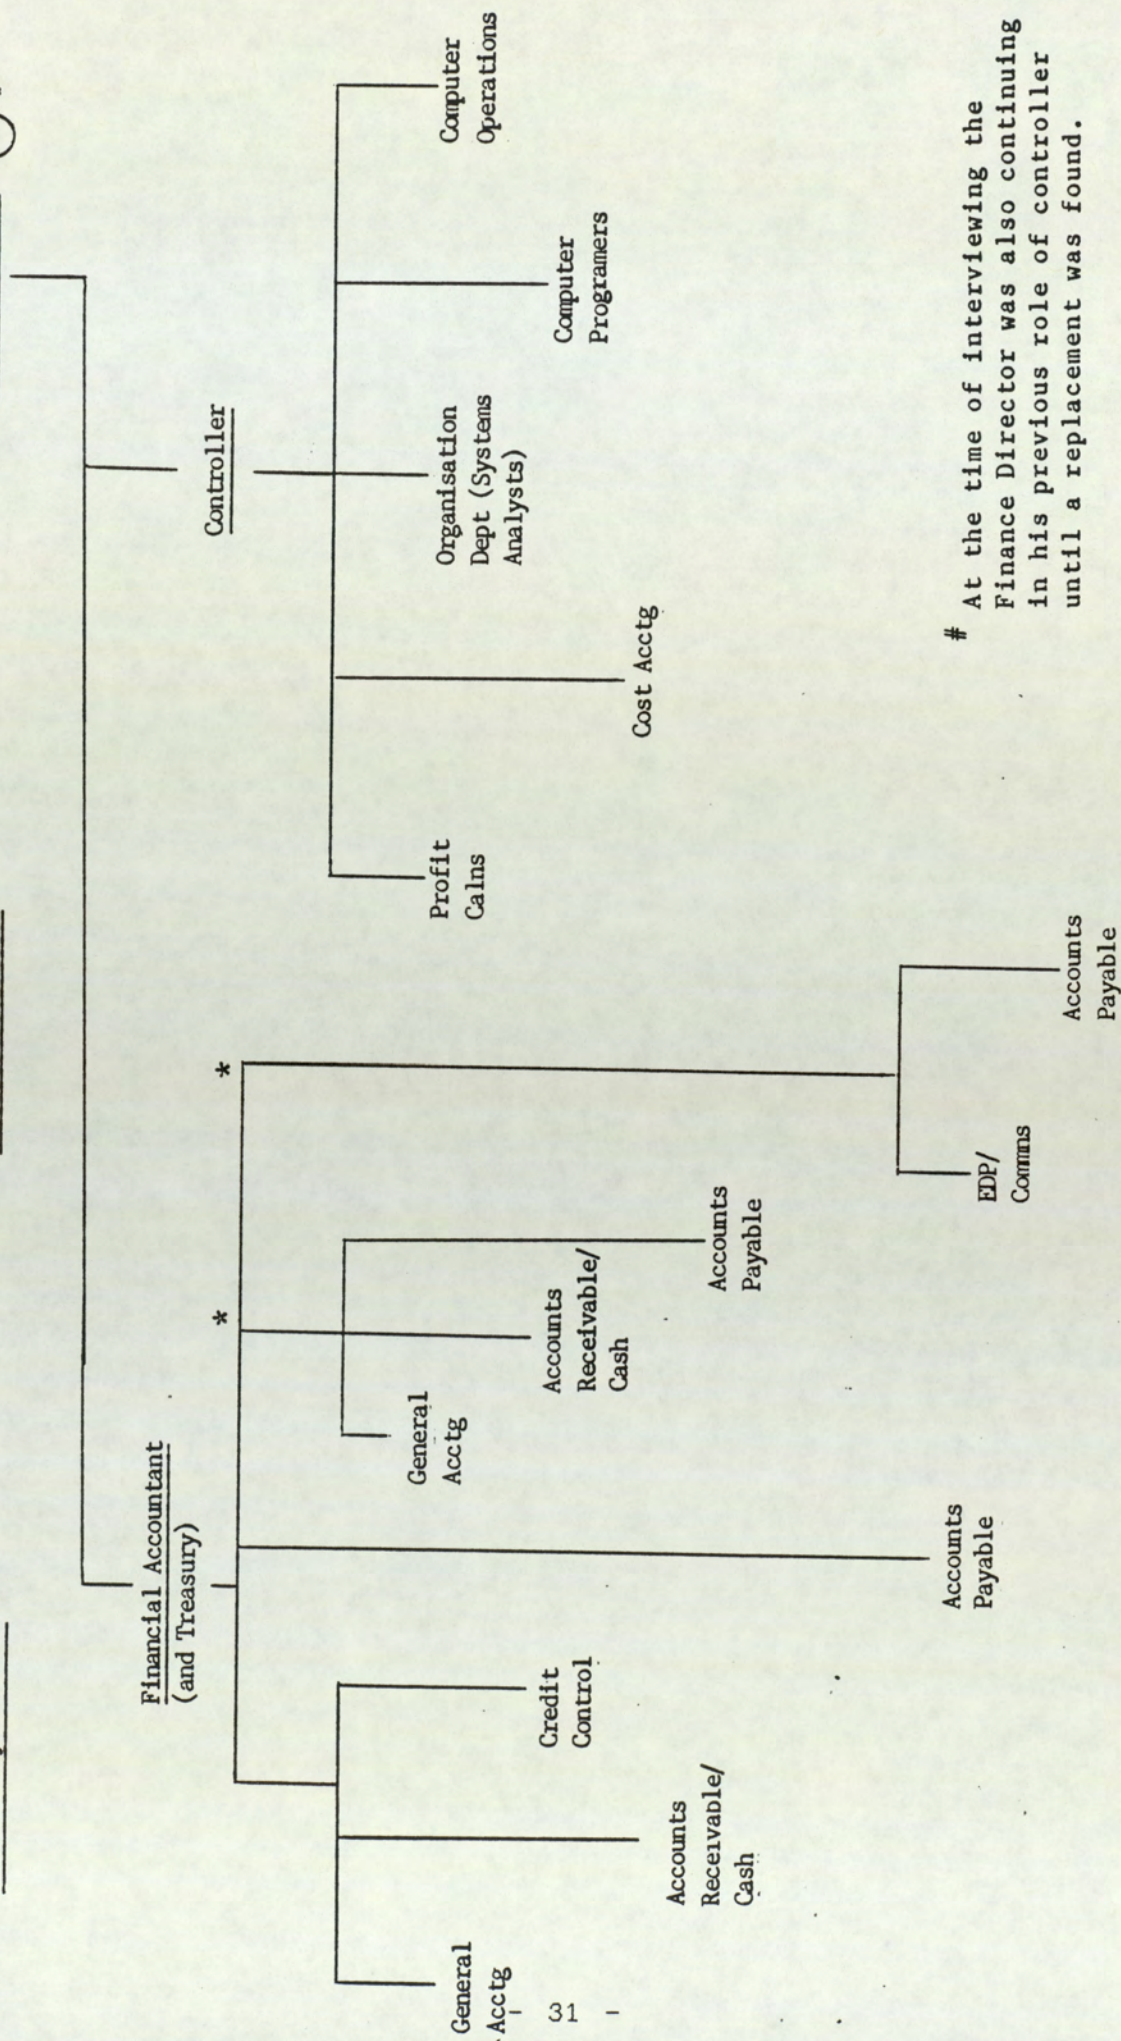 Financial Accountant
(and Treasury)
Controller
General
Acctg
Accounts
Receivable/
Cash
Credit
Control
Accounts
Payable
*
General
Acctg
Accounts
Receivable/
Cash
Accounts
Payable
*
EDP/
Commns
Accounts
Payable
Profit
Calns
Cost Acctg
Organisation
Dept (Systems
Analysts)
Computer
Programers
Computer
Operations
# At the time of interviewing the
Finance Director was also continuing
in his previous role of controller
until a replacement was found.
- 31 -